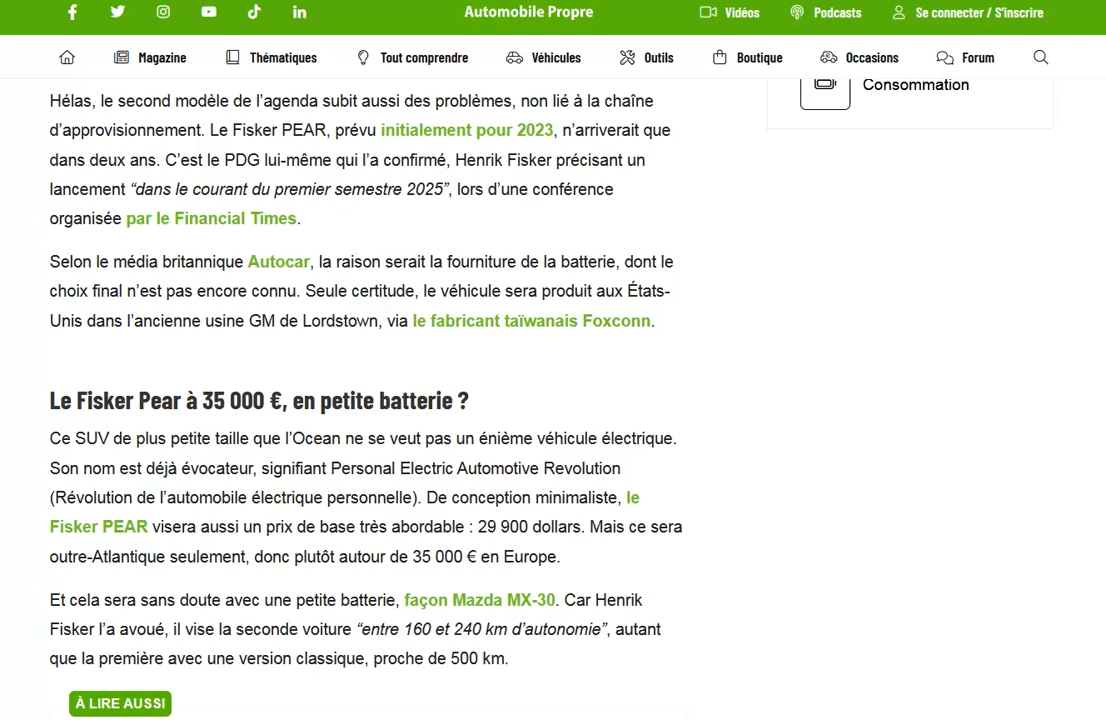 Automobile Propre
Vidéos
Podcasts
Se connecter / S'inscrire
Magazine
Thématiques
Tout comprendre
Véhicules
Outils
Boutique
Occasions
Forum
Consommation
Hélas, le second modèle de l’agenda subit aussi des problèmes, non lié à la chaîne
d’approvisionnement. Le Fisker PEAR, prévu initialement pour 2023, n’arriverait que
dans deux ans. C’est le PDG lui-même qui l’a confirmé, Henrik Fisker précisant un
lancement “dans le courant du premier semestre 2025”, lors d’une conférence
organisée par le Financial Times.
Selon le média britannique Autocar, la raison serait la fourniture de la batterie, dont le
choix final n’est pas encore connu. Seule certitude, le véhicule sera produit aux États-
Unis dans l’ancienne usine GM de Lordstown, via le fabricant taïwanais Foxconn.
Le Fisker Pear à 35 000 €, en petite batterie ?
Ce SUV de plus petite taille que l’Ocean ne se veut pas un énième véhicule électrique.
Son nom est déjà évocateur, signifiant Personal Electric Automotive Revolution
(Révolution de l’automobile électrique personnelle). De conception minimaliste, le
Fisker PEAR visera aussi un prix de base très abordable : 29 900 dollars. Mais ce sera
outre-Atlantique seulement, donc plutôt autour de 35 000 € en Europe.
Et cela sera sans doute avec une petite batterie, façon Mazda MX-30. Car Henrik
Fisker l’a avoué, il vise la seconde voiture “entre 160 et 240 km d’autonomie”, autant
que la première avec une version classique, proche de 500 km.
À LIRE AUSSI